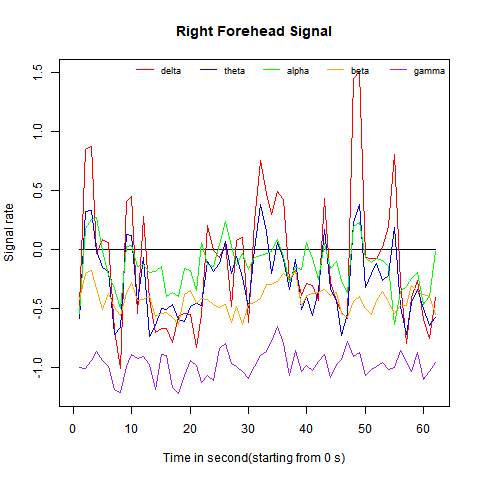 Right Forehead Signal
delta theta alpha beta gamma
1.5
1.0
0.5
0.0
-0.5
-1.0
Signal rate
0 10 20 30 40 50 60
Time in second(starting from 0 s)